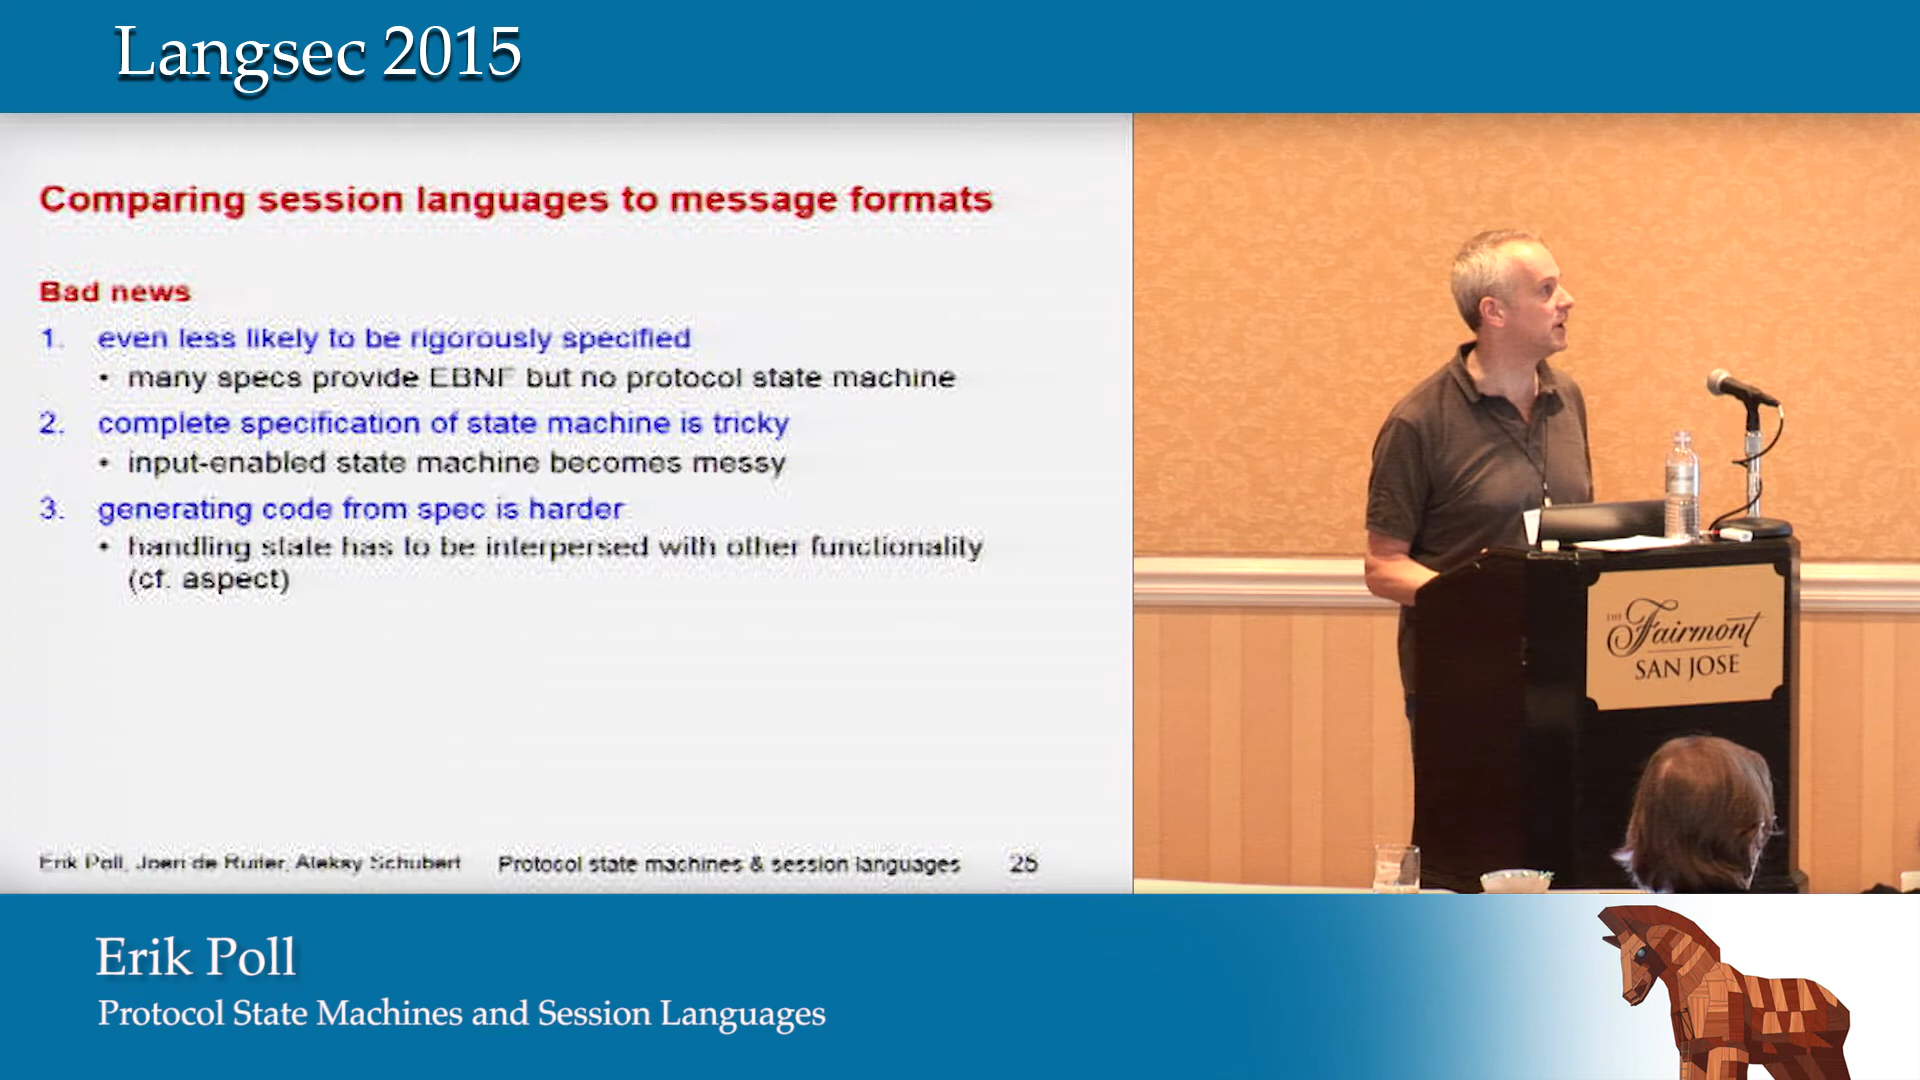 Langsec 2015
Comparing session languages to message formats
Bad news
1. even less likely to be rigorously specified
• many specs provide EBNF but no protocol state machine
2. complete specification of state machine is tricky
• input-enabled state machine becomes messy
3. generating code from spec is harder
• handling state has to be interpersed with other functionality
(cf. aspect)
Erik Poll, Joeri de Ruiter, Aleksy Schubert Protocol state machines & session languages 25
THE
Fairmont
SAN JOSE
Erik Poll
Protocol State Machines and Session Languages